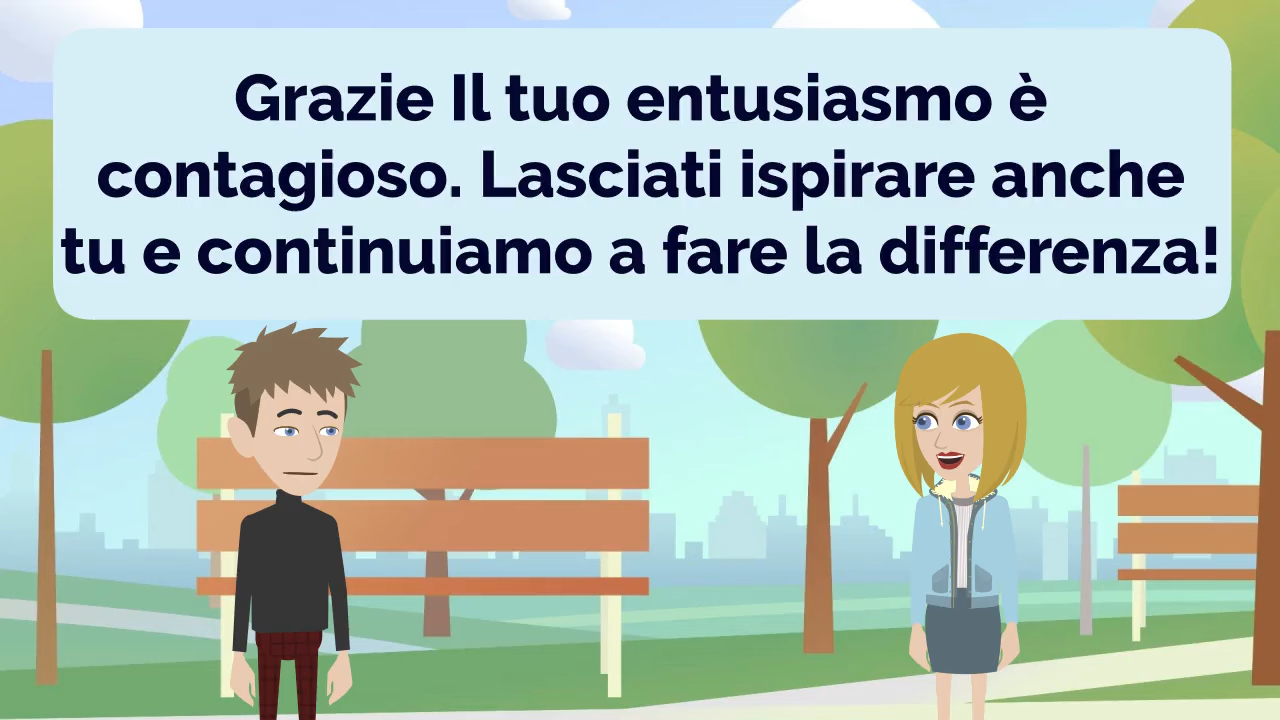 Grazie Il tuo entusiasmo è
contagioso. Lasciati ispirare anche
tu e continuiamo a fare la differenza!